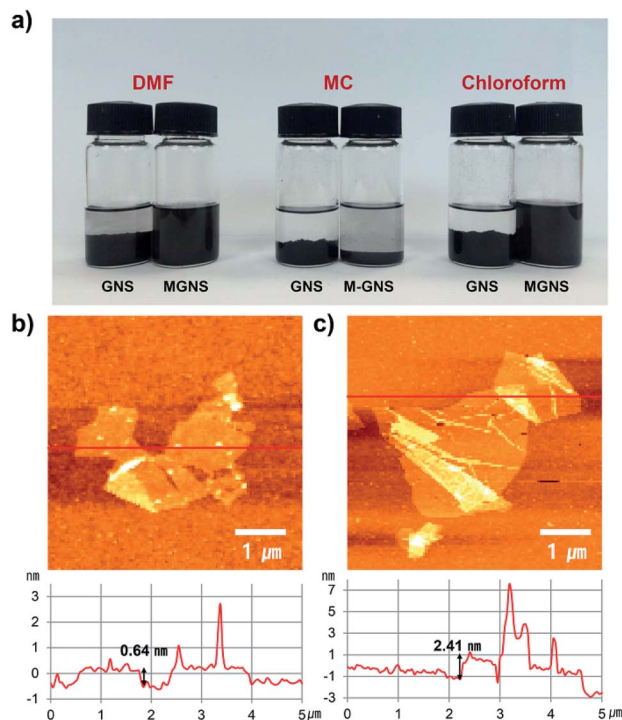 a)
DMF MC Chloroform
GNS MGNS GNS M-GNS GNS MGNS
b) c)
1 μm 1 μm
nm
3
2
1
0
-1
0.64 nm
0 1 2 3 4 5 μm
nm
7
5
3
1
-1
-3
2.41 nm
0 1 2 3 4 5 μm